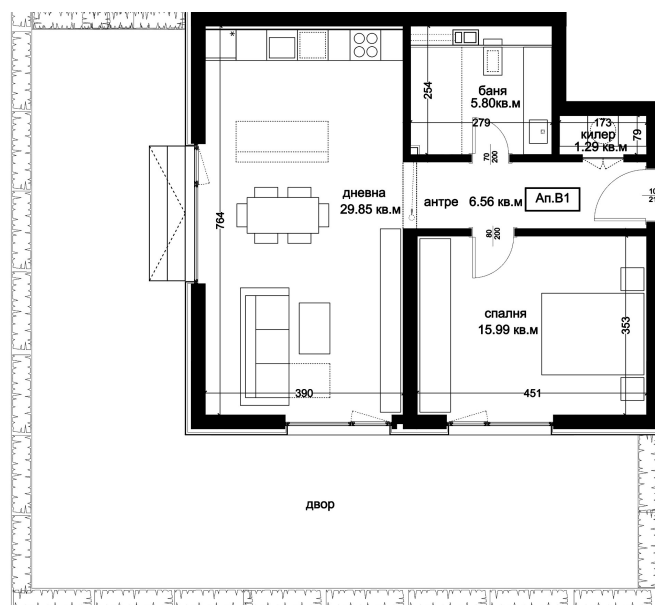 *
254
баня
5.80кв.м
279
173
килер
1.29 кв.м
79
70
200
дневна
29.85 кв.м
764
антре 6.56 кв.м
Ап.В1
80
200
спалня
15.99 кв.м
353
390
451
двор